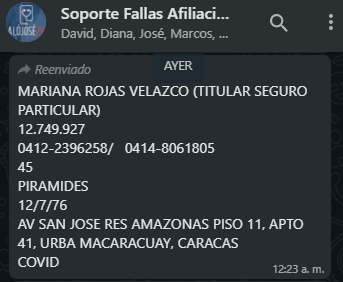 Soporte Fallas Afiliaci...
David, Diana, José, Marcos, ...
ALÓJOSÉ
AYER
Reenviado
MARIANA ROJAS VELAZCO (TITULAR SEGURO
PARTICULAR)
12.749.927
0412-2396258/ 0414-8061805
45
PIRAMIDES
12/7/76
AV SAN JOSE RES AMAZONAS PISO 11, APTO
41, URBA MACARACUAY, CARACAS
COVID
12:23 a. m.